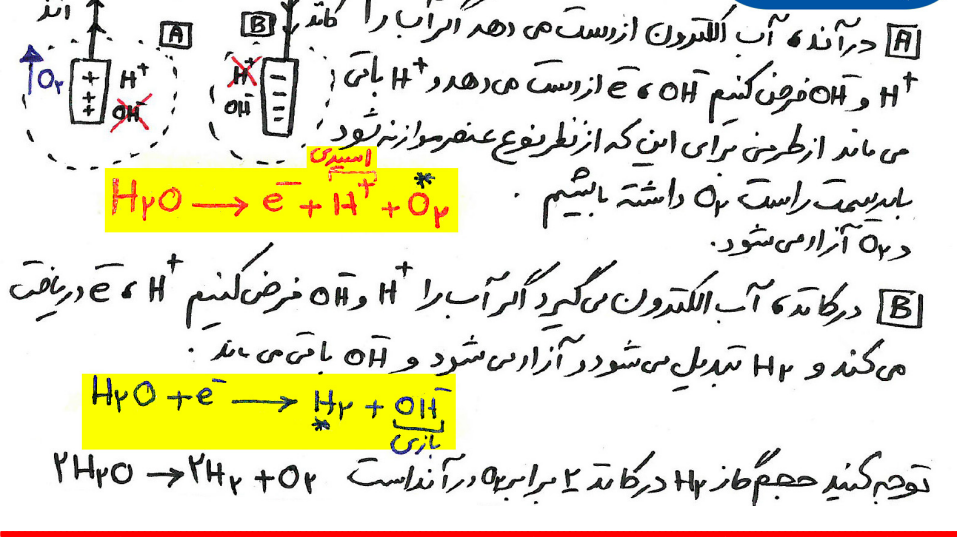 آند
کاتد
A
B
O₂
+ +
+
+
H⁺
OH⁻
H⁺
OH⁻
A در آند، آب الکترون از دست می دهد اگر آب را
H⁺ و OH⁻ فرض کنیم OH⁻ ، e⁻ از دست می دهد و H⁺ باقی
می ماند از طرفی برای این که از نظر نوع عنصر موازنه شود
باید سمت راست O₂ داشته باشیم .
و O₂ آزاد می شود.
اسیدی
H₂O → e⁻ + H⁺ + O₂*
B در کاتد، آب الکترون می گیرد اگر آب را H⁺ و OH⁻ فرض کنیم H⁺ ، e⁻ دریافت
می کند و H₂ تبدیل می شود و آزاد می شود و OH⁻ باقی می ماند .
H₂O + e⁻ → H₂* + OH⁻
بازی
توجه کنید حجم گاز H₂ در کاتد ۲ برابر O₂ در آند است ۲H₂O → ۲H₂ + O₂